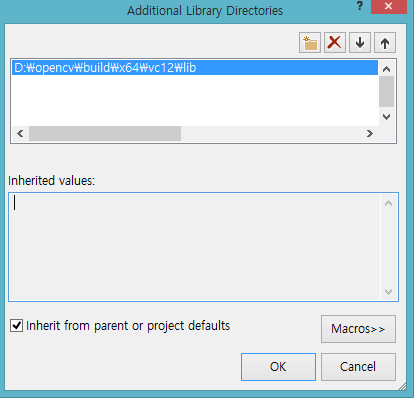 Additional Library Directories
?
D:₩opencv₩build₩x64₩vc12₩lib
Inherited values:
Inherit from parent or project defaults
Macros>>
OK
Cancel